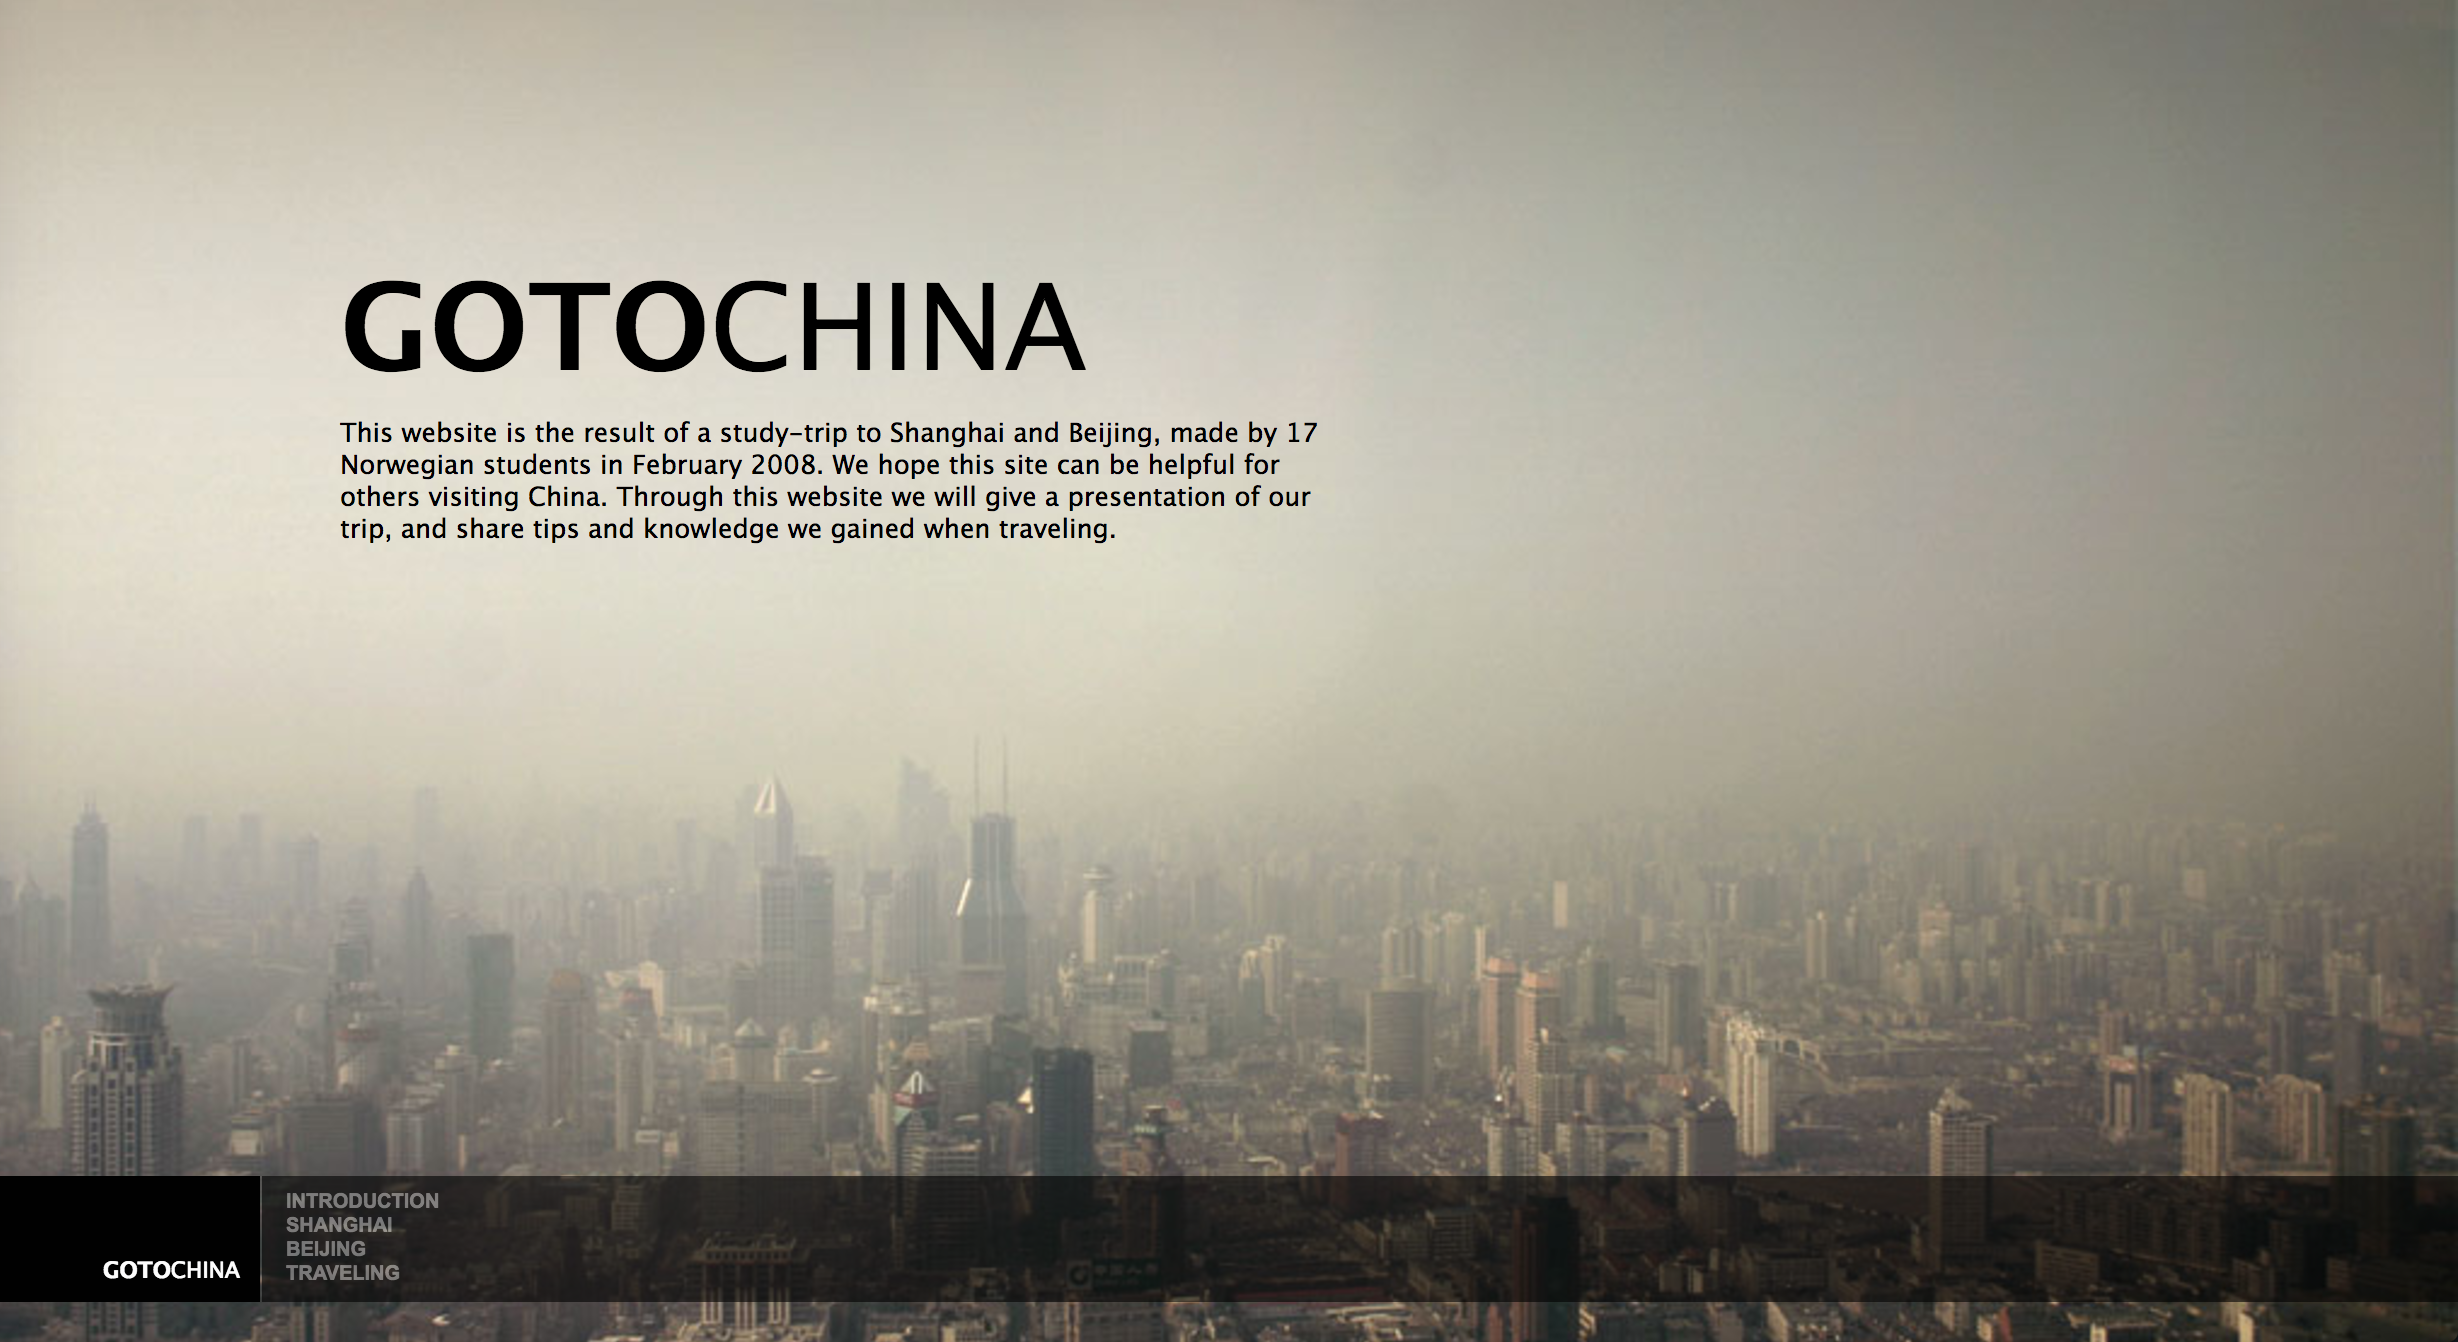 GOTOCHINA
This website is the result of a study-trip to Shanghai and Beijing, made by 17
Norwegian students in February 2008. We hope this site can be helpful for
others visiting China. Through this website we will give a presentation of our
trip, and share tips and knowledge we gained when traveling.
GOTOCHINA
INTRODUCTION
SHANGHAI
BEIJING
TRAVELING